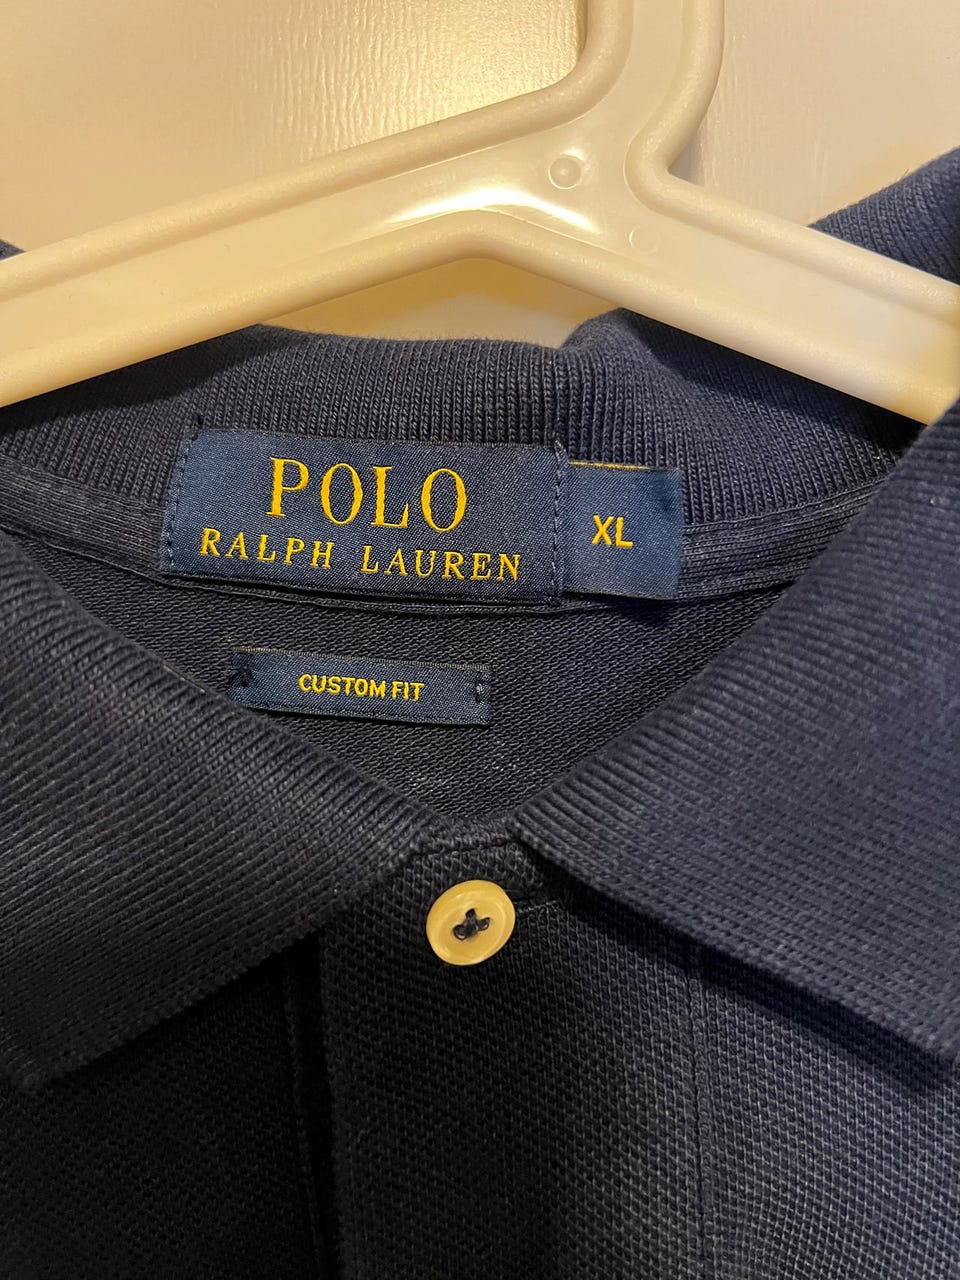 POLO
RALPH LAUREN
XL
CUSTOM FIT